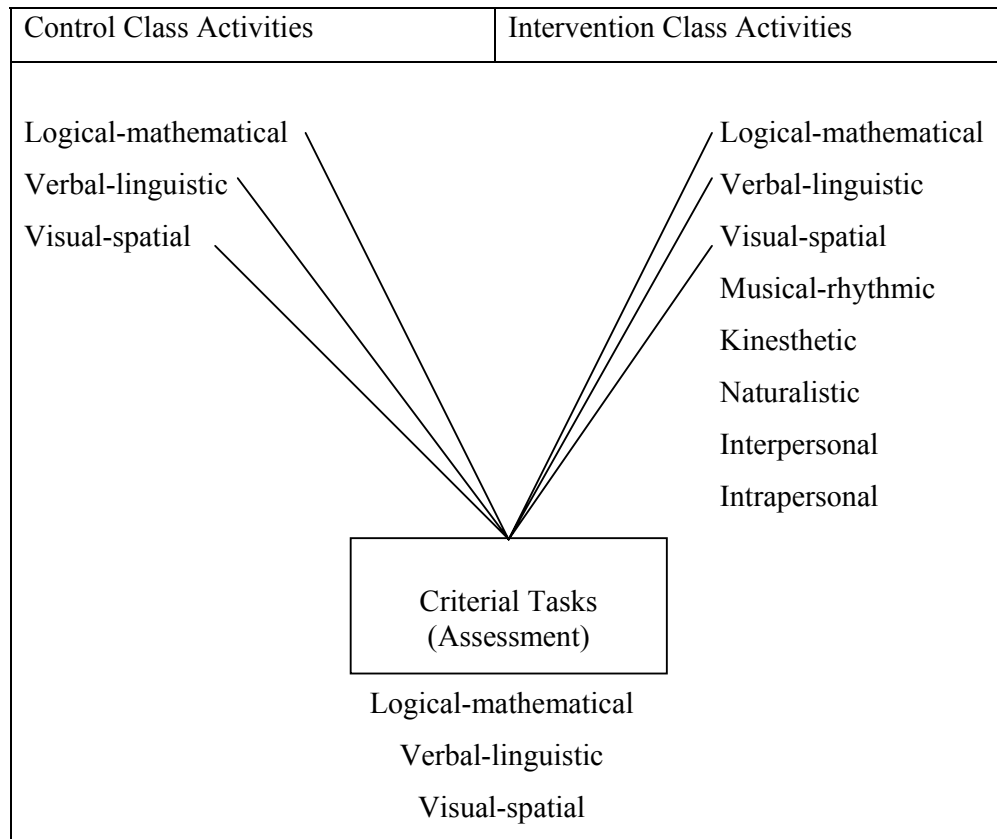 Control Class Activities
Intervention Class Activities
Logical-mathematical
Verbal-linguistic
Visual-spatial
Logical-mathematical
Verbal-linguistic
Visual-spatial
Musical-rhythmic
Kinesthetic
Naturalistic
Interpersonal
Intrapersonal
Criterial Tasks
(Assessment)
Logical-mathematical
Verbal-linguistic
Visual-spatial